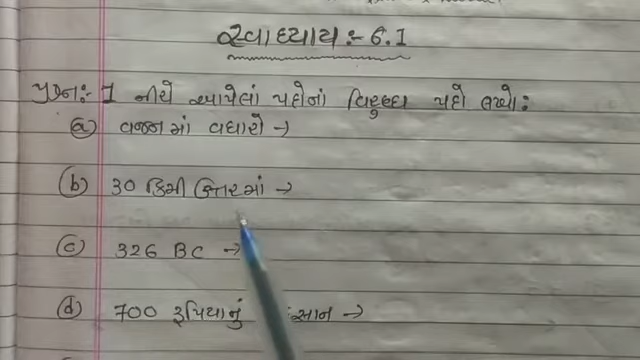 સ્વાધ્યાય :- 6.1
પ્રશ્ન:- 1 નીચે આપેલાં પદોનાં વિરુદ્ધ પદો લખો:
(a) વજનમાં વધારો →
(b) 30 કિમી ઉત્તરમાં →
(c) 326 BC →
(d) 700 રૂપિયાનું સાન →